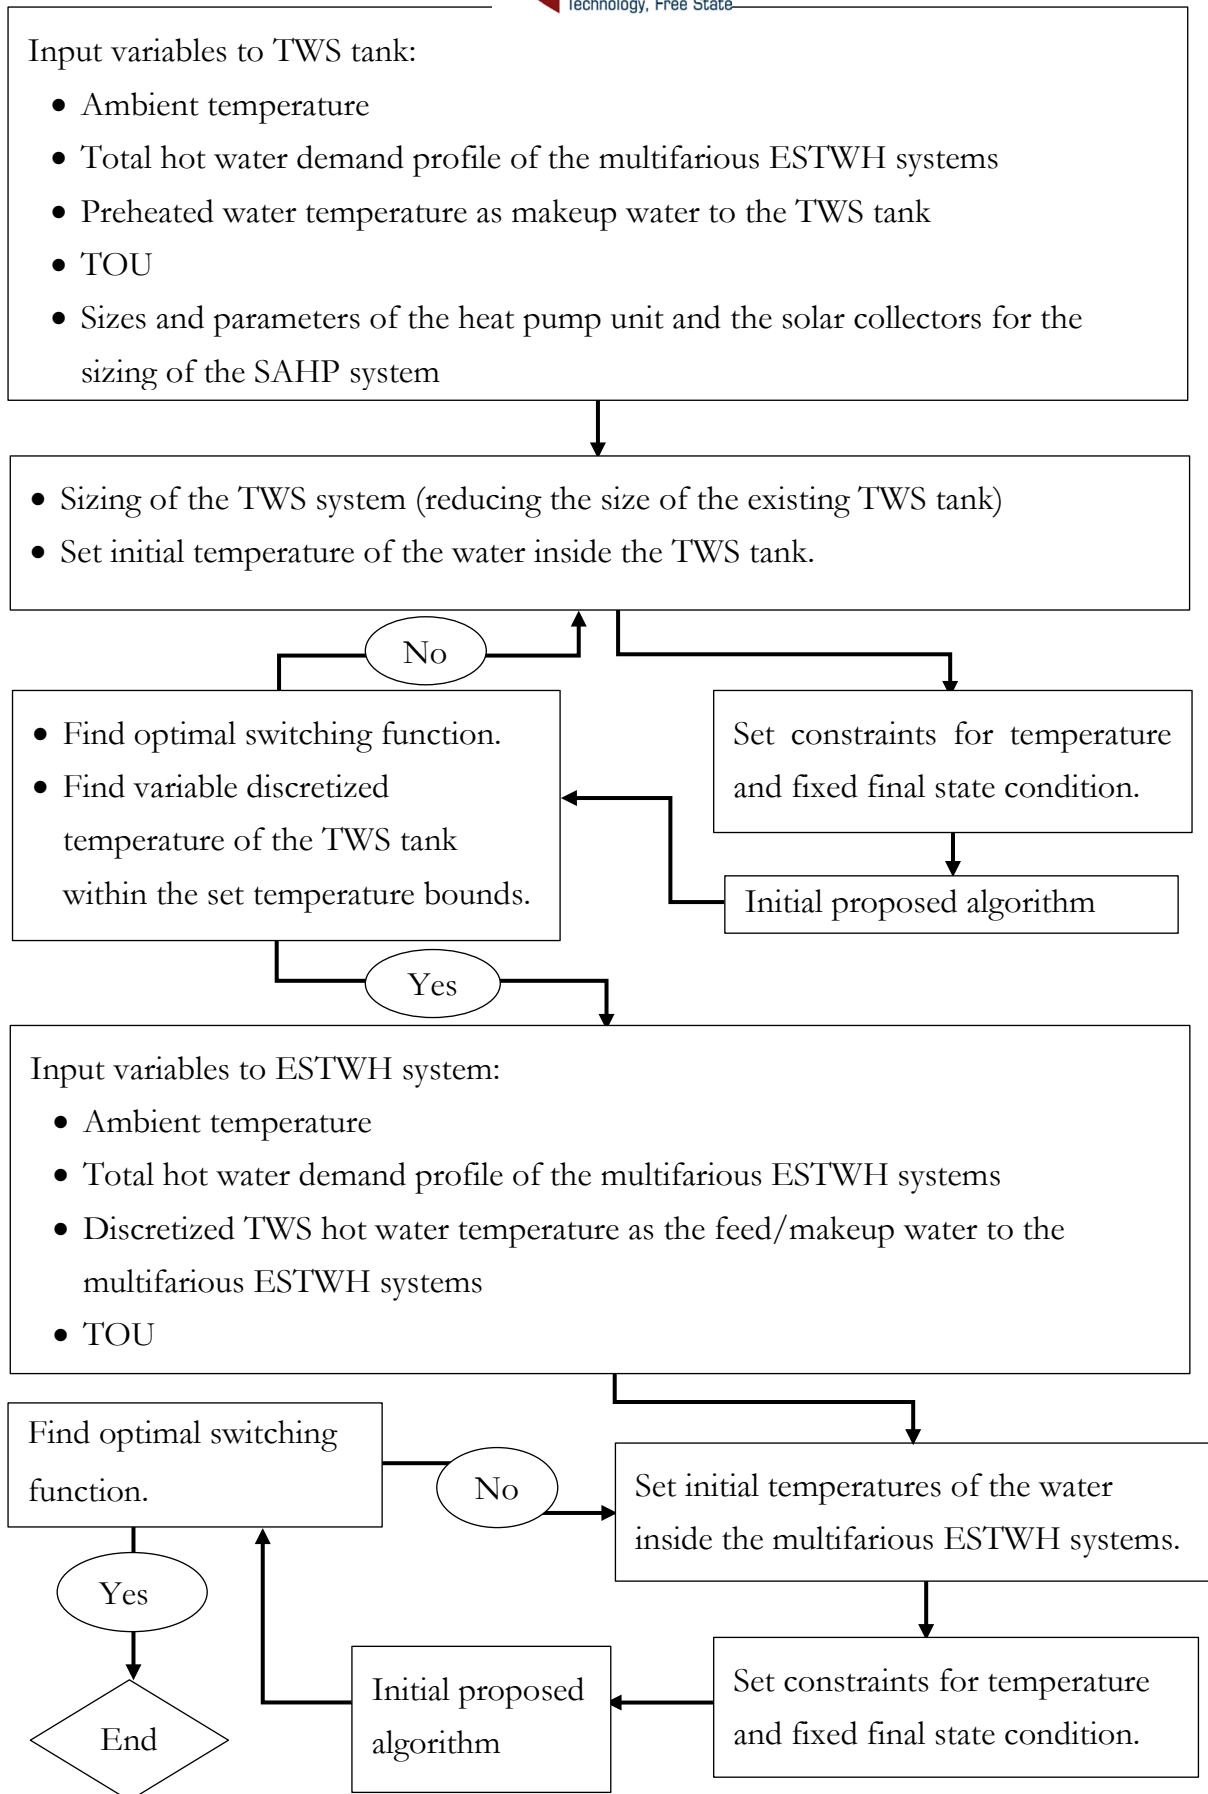 Technology, Free State
Input variables to TWS tank:
• Ambient temperature
• Total hot water demand profile of the multifarious ESTWH systems
• Preheated water temperature as makeup water to the TWS tank
• TOU
• Sizes and parameters of the heat pump unit and the solar collectors for the
sizing of the SAHP system
• Sizing of the TWS system (reducing the size of the existing TWS tank)
• Set initial temperature of the water inside the TWS tank.
No
• Find optimal switching function.
• Find variable discretized
temperature of the TWS tank
within the set temperature bounds.
Set constraints for temperature
and fixed final state condition.
Initial proposed algorithm
Yes
Input variables to ESTWH system:
• Ambient temperature
• Total hot water demand profile of the multifarious ESTWH systems
• Discretized TWS hot water temperature as the feed/makeup water to the
multifarious ESTWH systems
• TOU
Find optimal switching
function.
No
Set initial temperatures of the water
inside the multifarious ESTWH systems.
Yes
Initial proposed
algorithm
Set constraints for temperature
and fixed final state condition.
End